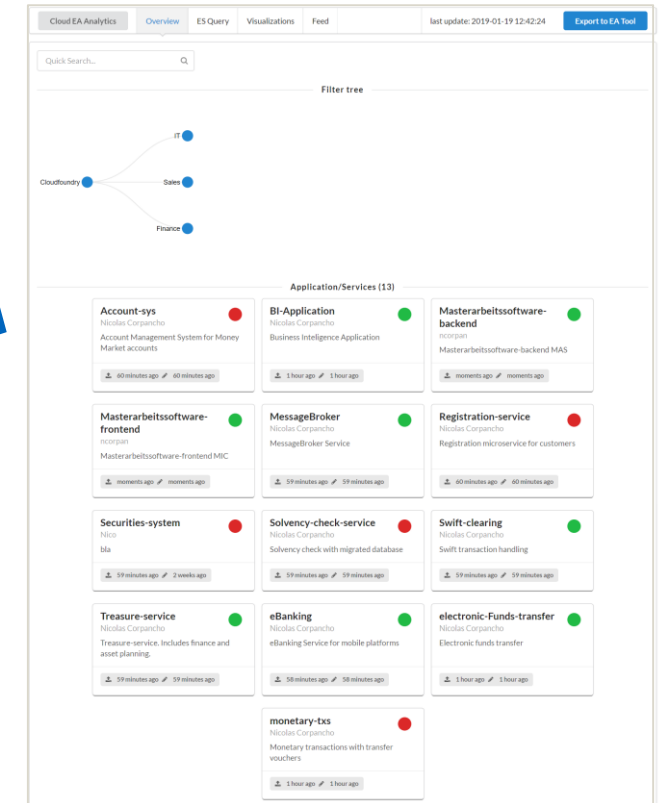 Cloud EA Analytics Overview ES Query Visualizations Feed last update: 2019-01-19 12:42:24 Export to EA Tool
Quick Search...
Filter tree
IT
Cloudfoundry Sales
Finance
Application/Services (13)
Account-sys
Nicolas Corpancho
Account Management System for Money
Market accounts
60 minutes ago 60 minutes ago
BI-Application
Nicolas Corpancho
Business Inteligence Application
1 hour ago 1 hour ago
Masterarbeitssoftware-
backend
ncorpan
Masterarbeitssoftware-backend MAS
moments ago moments ago
Masterarbeitssoftware-
frontend
ncorpan
Masterarbeitssoftware-frontend MIC
moments ago moments ago
MessageBroker
Nicolas Corpancho
MessageBroker Service
59 minutes ago 59 minutes ago
Registration-service
Nicolas Corpancho
Registration microservice for customers
60 minutes ago 60 minutes ago
Securities-system
Nico
bla
59 minutes ago 2 weeks ago
Solvency-check-service
Nicolas Corpancho
Solvency check with migrated database
59 minutes ago 59 minutes ago
Swift-clearing
Nicolas Corpancho
Swift transaction handling
59 minutes ago 59 minutes ago
Treasure-service
Nicolas Corpancho
Treasure-service. Includes finance and
asset planning.
59 minutes ago 59 minutes ago
eBanking
Nicolas Corpancho
eBanking Service for mobile platforms
58 minutes ago 58 minutes ago
electronic-Funds-transfer
Nicolas Corpancho
Electronic funds transfer
1 hour ago 1 hour ago
monetary-txs
Nicolas Corpancho
Monetary transactions with transfer
vouchers
1 hour ago 1 hour ago